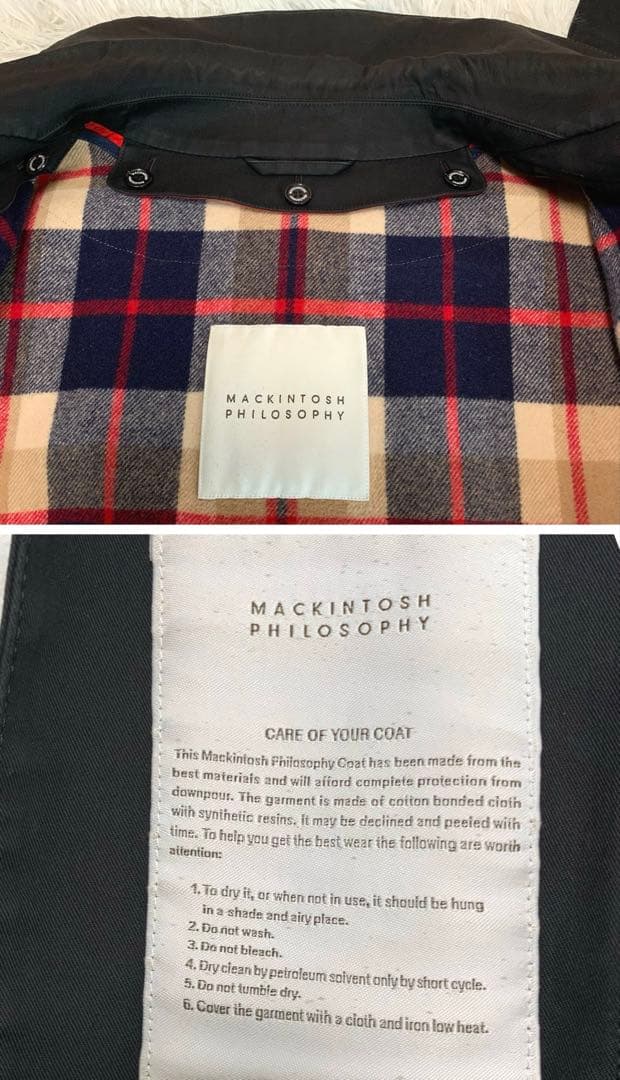 MACKINTOSH
PHILOSOPHY
MACKINTOSH
PHILOSOPHY
CARE OF YOUR COAT
This Mackintosh Philosophy Coat has been made from the
best materials and will afford complete protection from
downpour. The garment is made of cotton bonded cloth
with synthetic resins. It may be declined and peeled with
time. To help you get the best wear the following are worth
attention:
1. To dry it, or when not in use, it should be hung
in a shade and airy place.
2. Do not wash.
3. Do not bleach.
4. Dry clean by petroleum solvent only by short cycle.
5. Do not tumble dry.
6. Cover the garment with a cloth and iron low heat.